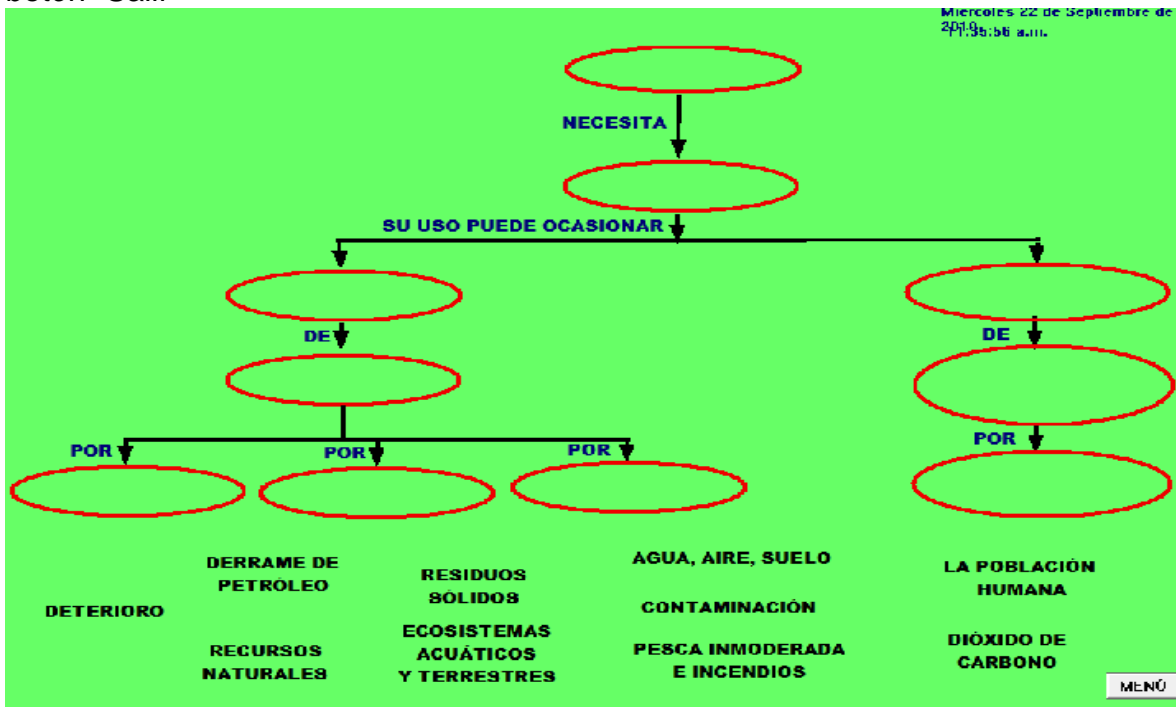 Miércoles 22 de Septiembre de
a.m.
NECESITA
SU USO PUEDE OCASIONAR
DE
DE
POR
POR
POR
POR
DERRAME DE
PETRÓLEO
RESIDUOS
SÓLIDOS
AGUA, AIRE, SUELO
LA POBLACIÓN
HUMANA
DETERIORO
CONTAMINACIÓN
RECURSOS
NATURALES
ECOSISTEMAS
ACUÁTICOS
Y TERRESTRES
PESCA INMODERADA
E INCENDIOS
DIÓXIDO DE
CARBONO
MENÚ